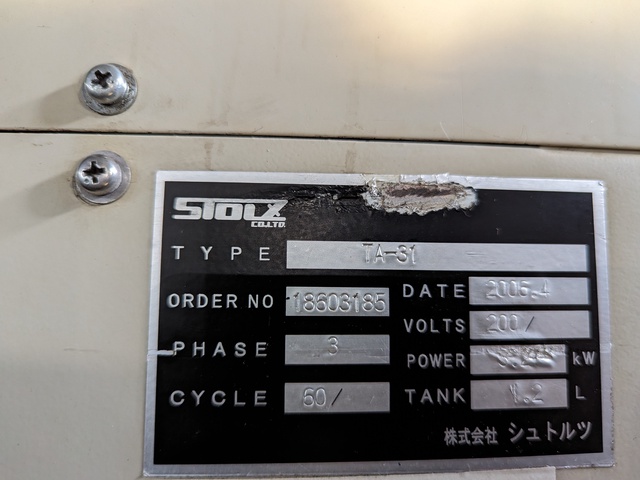 STOLZ
CO.LTD.
TYPE TA-31
ORDER NO 18603185
DATE 2006.4
VOLTS 200/
PHASE 3
POWER kW
CYCLE 60/
TANK 1.2 L
株式会社 シュトルツ